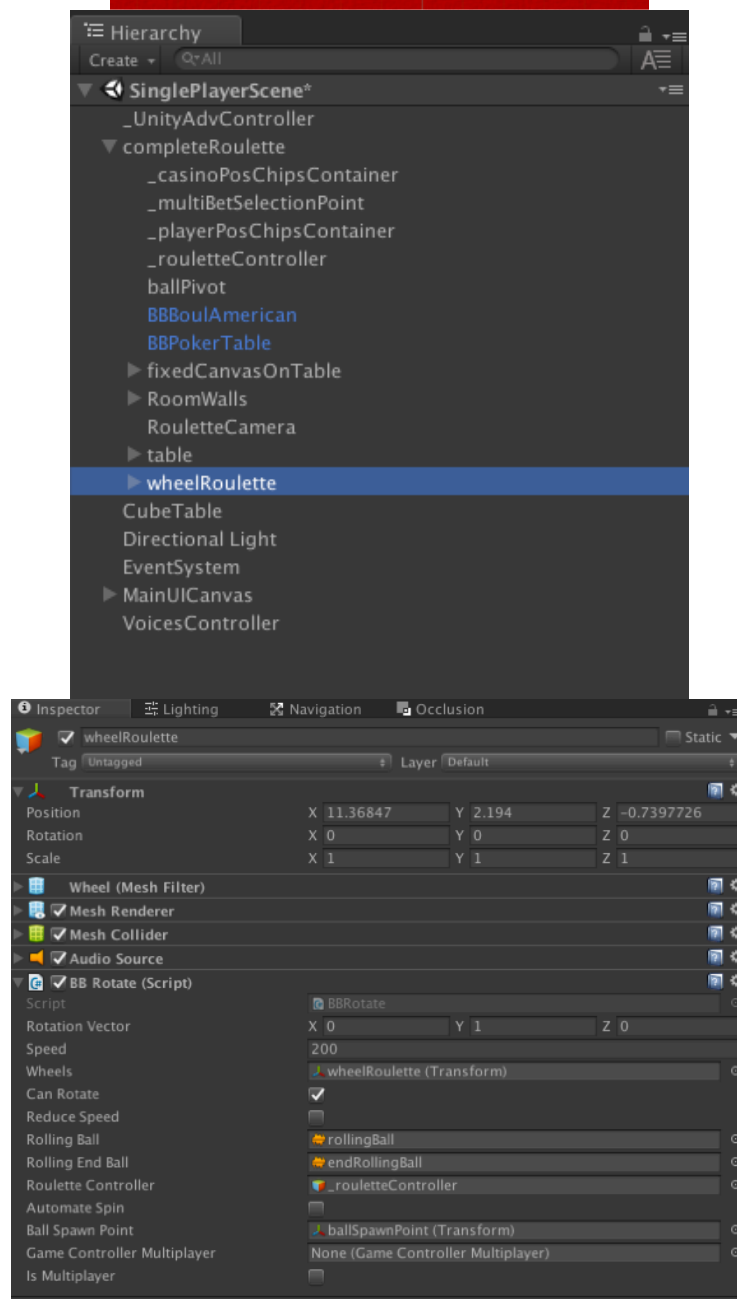 Hierarchy
Create All
SinglePlayerScene*
_UnityAdvController
completeRoulette
_casinoPosChipsContainer
_multiBetSelectionPoint
_playerPosChipsContainer
_rouletteController
ballPivot
BBBoulAmerican
BBPokerTable
fixedCanvasOnTable
RoomWalls
RouletteCamera
table
wheelRoulette
CubeTable
Directional Light
EventSystem
MainUICanvas
VoicesController
Inspector Lighting Navigation Occlusion
wheelRoulette Static
Tag Untagged Layer Default
Transform
Position X 11.36847 Y 2.194 Z -0.7397726
Rotation X 0 Y 0 Z 0
Scale X 1 Y 1 Z 1
Wheel (Mesh Filter)
Mesh Renderer
Mesh Collider
Audio Source
BB Rotate (Script)
Script BBRotate
Rotation Vector X 0 Y 1 Z 0
Speed 200
Wheels wheelRoulette (Transform)
Can Rotate
Reduce Speed
Rolling Ball rollingBall
Rolling End Ball endRollingBall
Roulette Controller _rouletteController
Automate Spin
Ball Spawn Point ballSpawnPoint (Transform)
Game Controller Multiplayer None (Game Controller Multiplayer)
Is Multiplayer